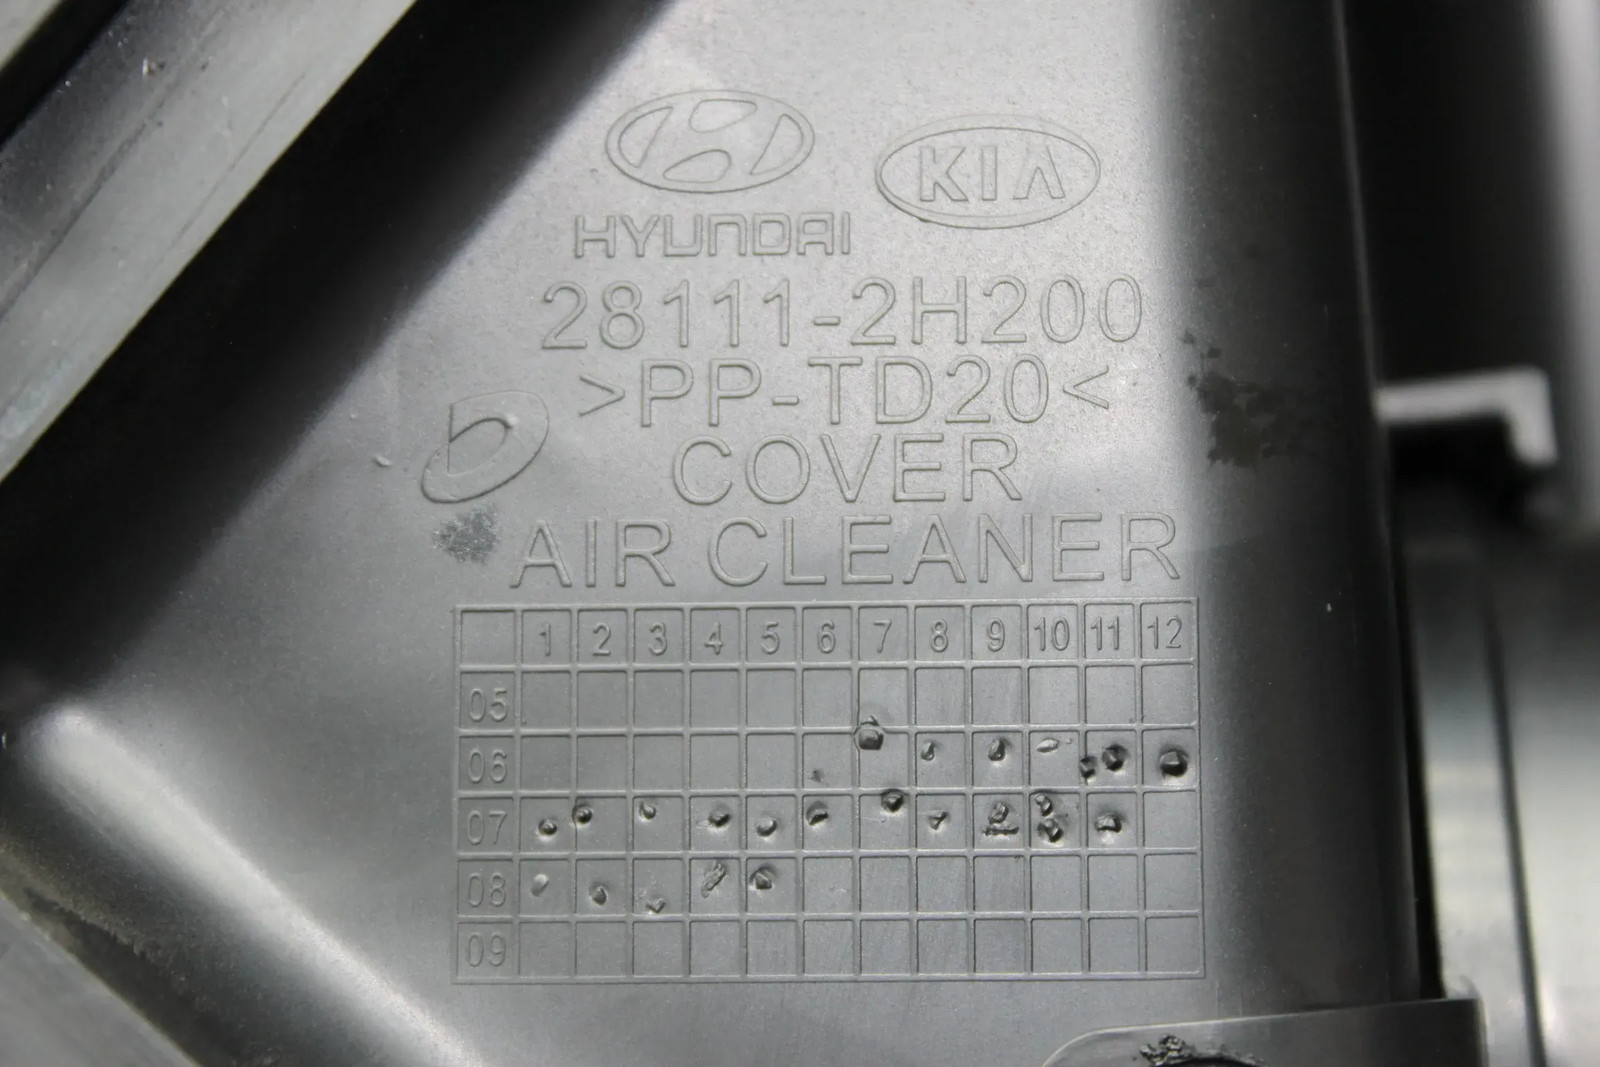 KIA
HYUNDAI
28111-2H200
>PP-TD20<
COVER
AIR CLEANER
1 2 3 4 5 6 7 8 9 10 11 12
05
06
07
08
09